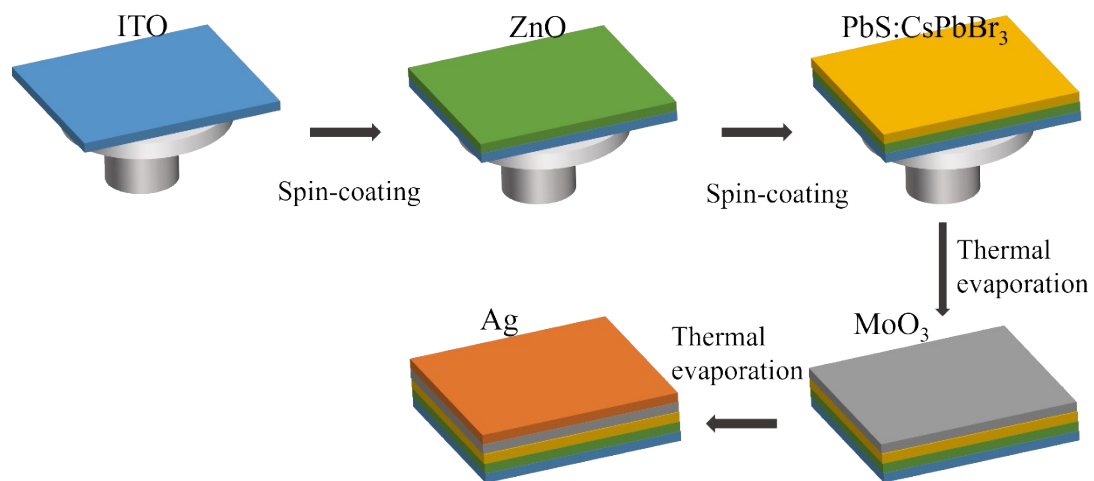 ITO
ZnO
PbS:CsPbBr₃
Spin-coating
Spin-coating
Thermal
evaporation
MoO₃
Thermal
evaporation
Ag